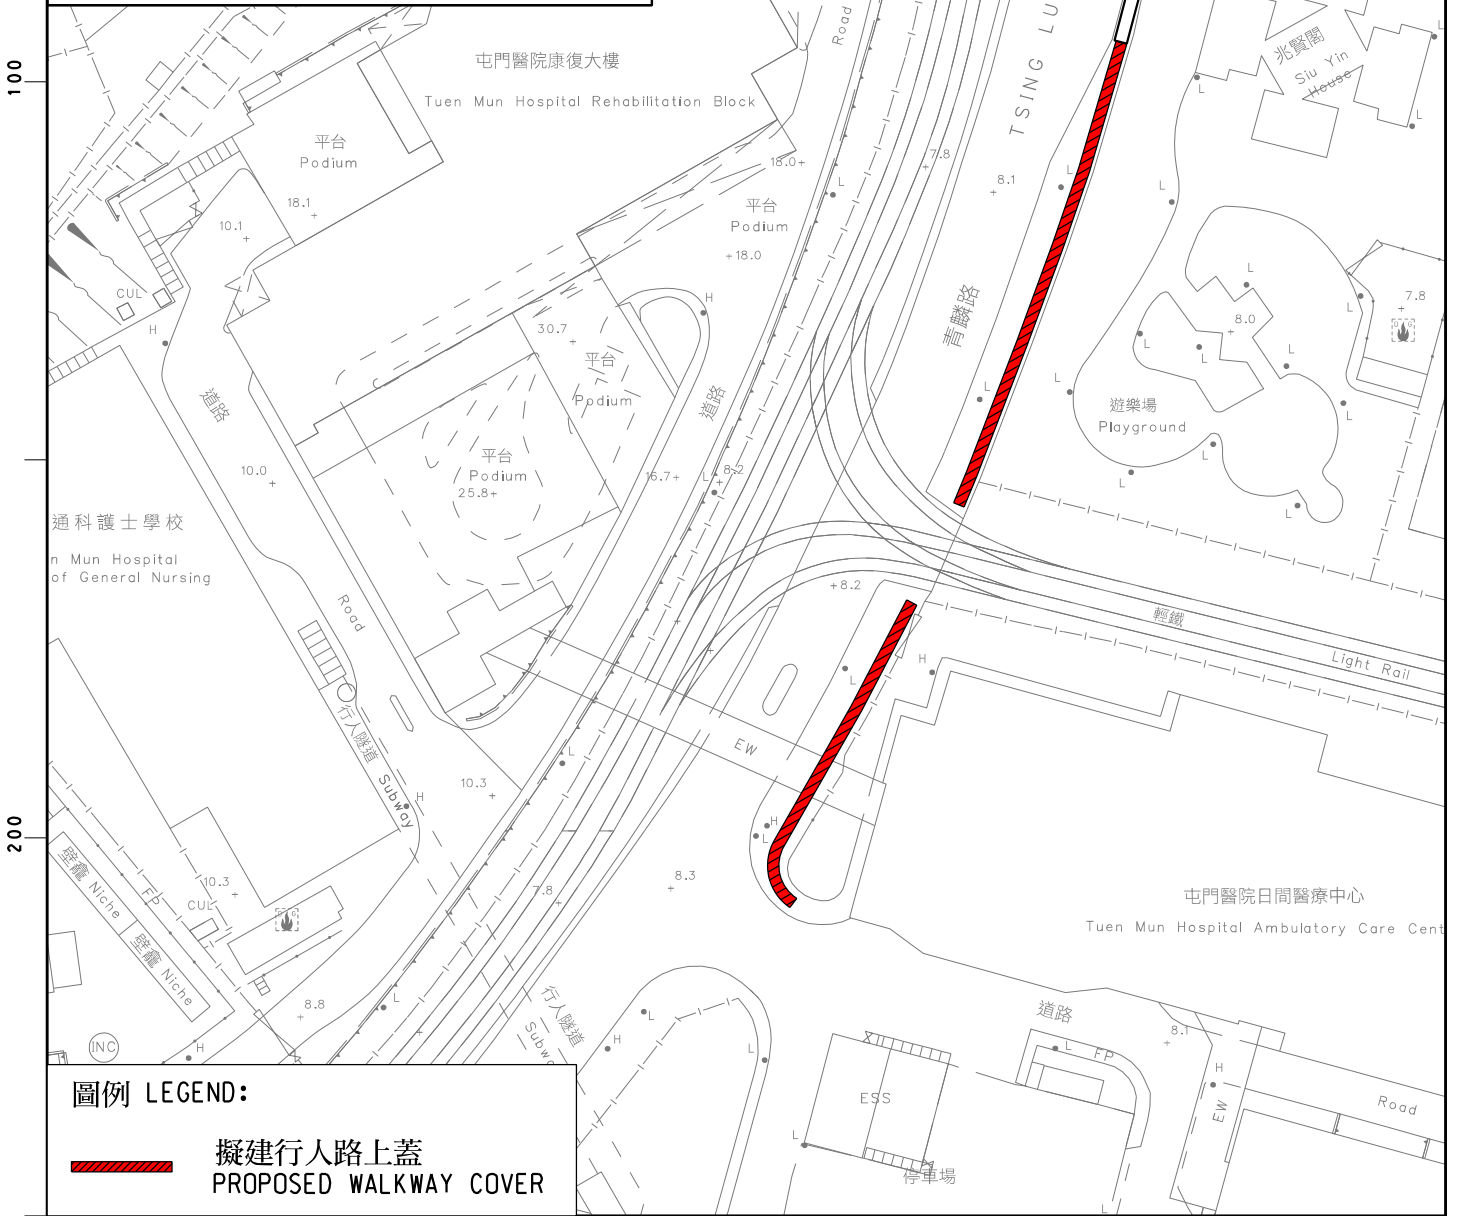 100
200
屯門醫院康復大樓
Tuen Mun Hospital Rehabilitation Block
Road
TSING LU
兆賢閣
Siu Yin
House
平台
Podium
18.1
10.1
CUL
H
18.0
平台
Podium
18.0
7.8
8.1
L
L
L
L
L
L
青麟路
H
30.7
平台
Podium
道路
道路
平台
Podium
25.8
16.7
L
8.2
10.0
L
8.0
L
7.8
G
L
L
L
L
L
L
遊樂場
Playground
L
L
L
通科護士學校
n Mun Hospital
of General Nursing
Road
8.2
輕鐵
Light Rail
H
L
EW
行人隧道
Subway
10.3
L
H
H
L
8.3
7.8
壁龕 Niche
壁龕 Niche
FP
10.3
CUL
G
8.8
L
INC
H
屯門醫院日間醫療中心
Tuen Mun Hospital Ambulatory Care Cent
行人隧道
Subw
L
H
L
道路
8.1
L
FP
H
EW
Road
ESS
L
停車場
L
圖例 LEGEND:
擬建行人路上蓋
PROPOSED WALKWAY COVER